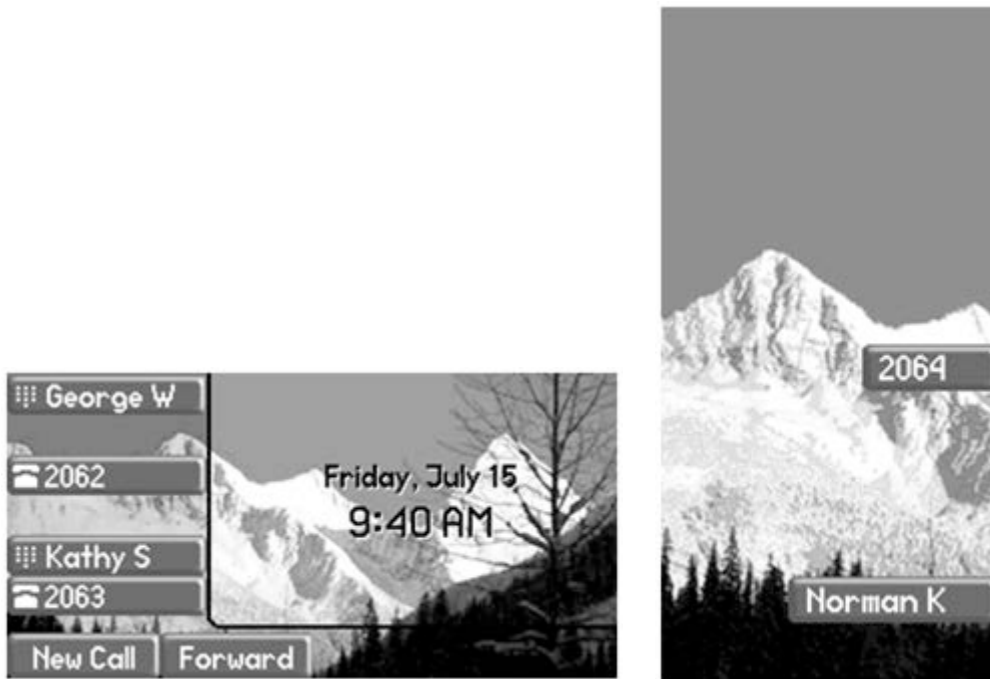 George W
2062
Kathy S
2063
Friday, July 15
9:40 AM
New Call
Forward
2064
Norman K